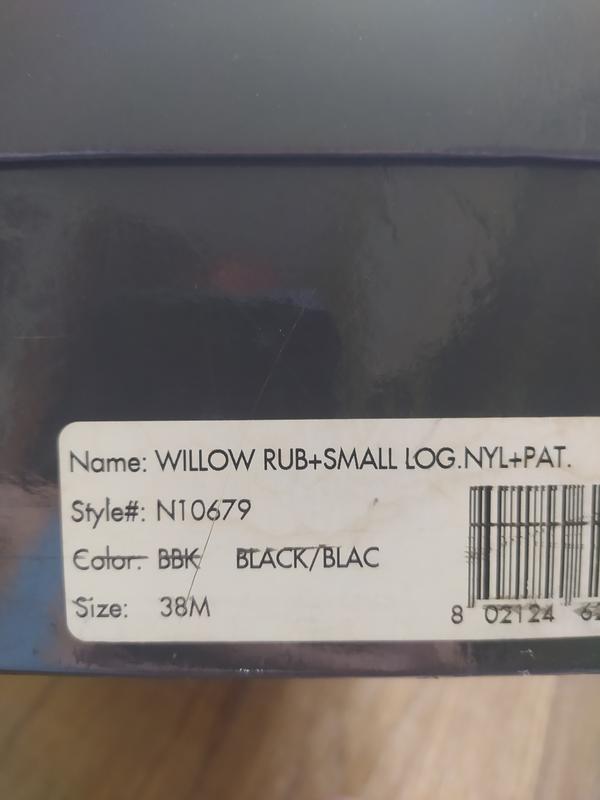 Name: WILLOW RUB+SMALL LOG.NYL+PAT.
Style#: N10679
Color: BBK BLACK/BLAC
Size: 38M
8 02124